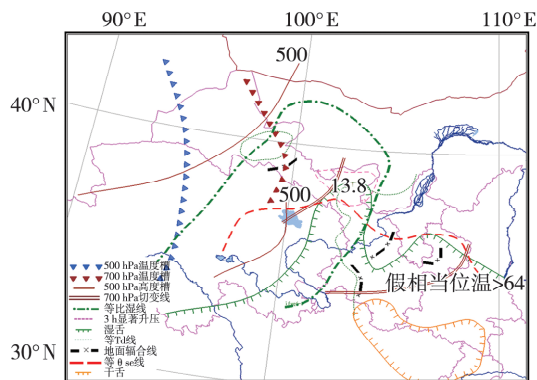 90°E
100°E
110°E
500
40°N
13.8
500
500 hPa温度槽
700 hPa温度槽
500 hPa高度槽
假相当位温>64
700 hPa切变线
等比湿线
3 h显著升压
湿舌
等Td线
地面辐合线
等θse线
干舌
30°N